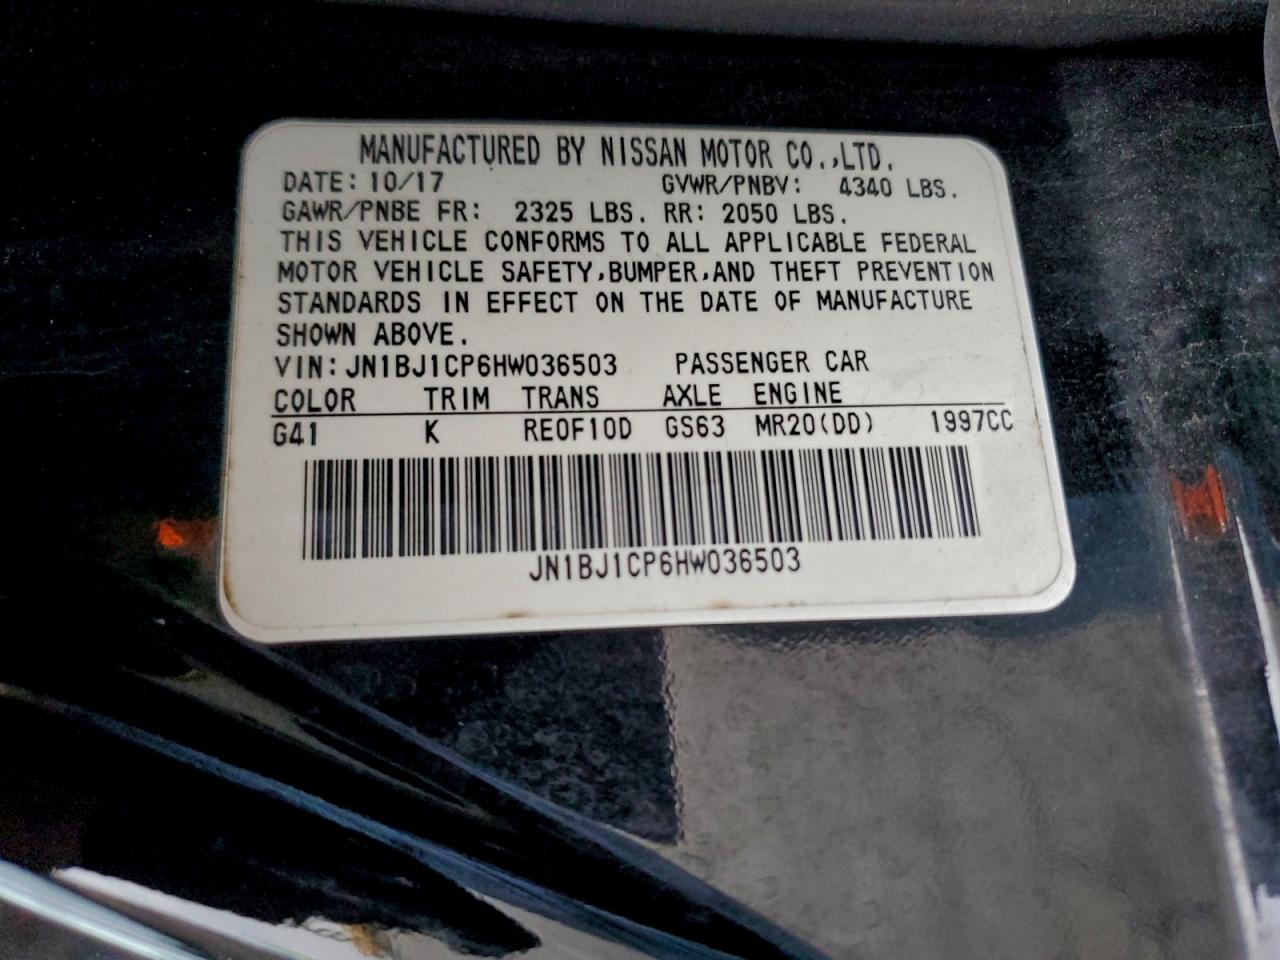 MANUFACTURED BY NISSAN MOTOR CO.,LTD.
DATE: 10/17 GVWR/PNBV: 4340 LBS.
GAWR/PNBE FR: 2325 LBS. RR: 2050 LBS.
THIS VEHICLE CONFORMS TO ALL APPLICABLE FEDERAL
MOTOR VEHICLE SAFETY,BUMPER,AND THEFT PREVENTION
STANDARDS IN EFFECT ON THE DATE OF MANUFACTURE
SHOWN ABOVE.
VIN:JN1BJ1CP6HW036503 PASSENGER CAR
COLOR TRIM TRANS AXLE ENGINE
G41 K RE0F10D GS63 MR20(DD) 1997CC
JN1BJ1CP6HW036503